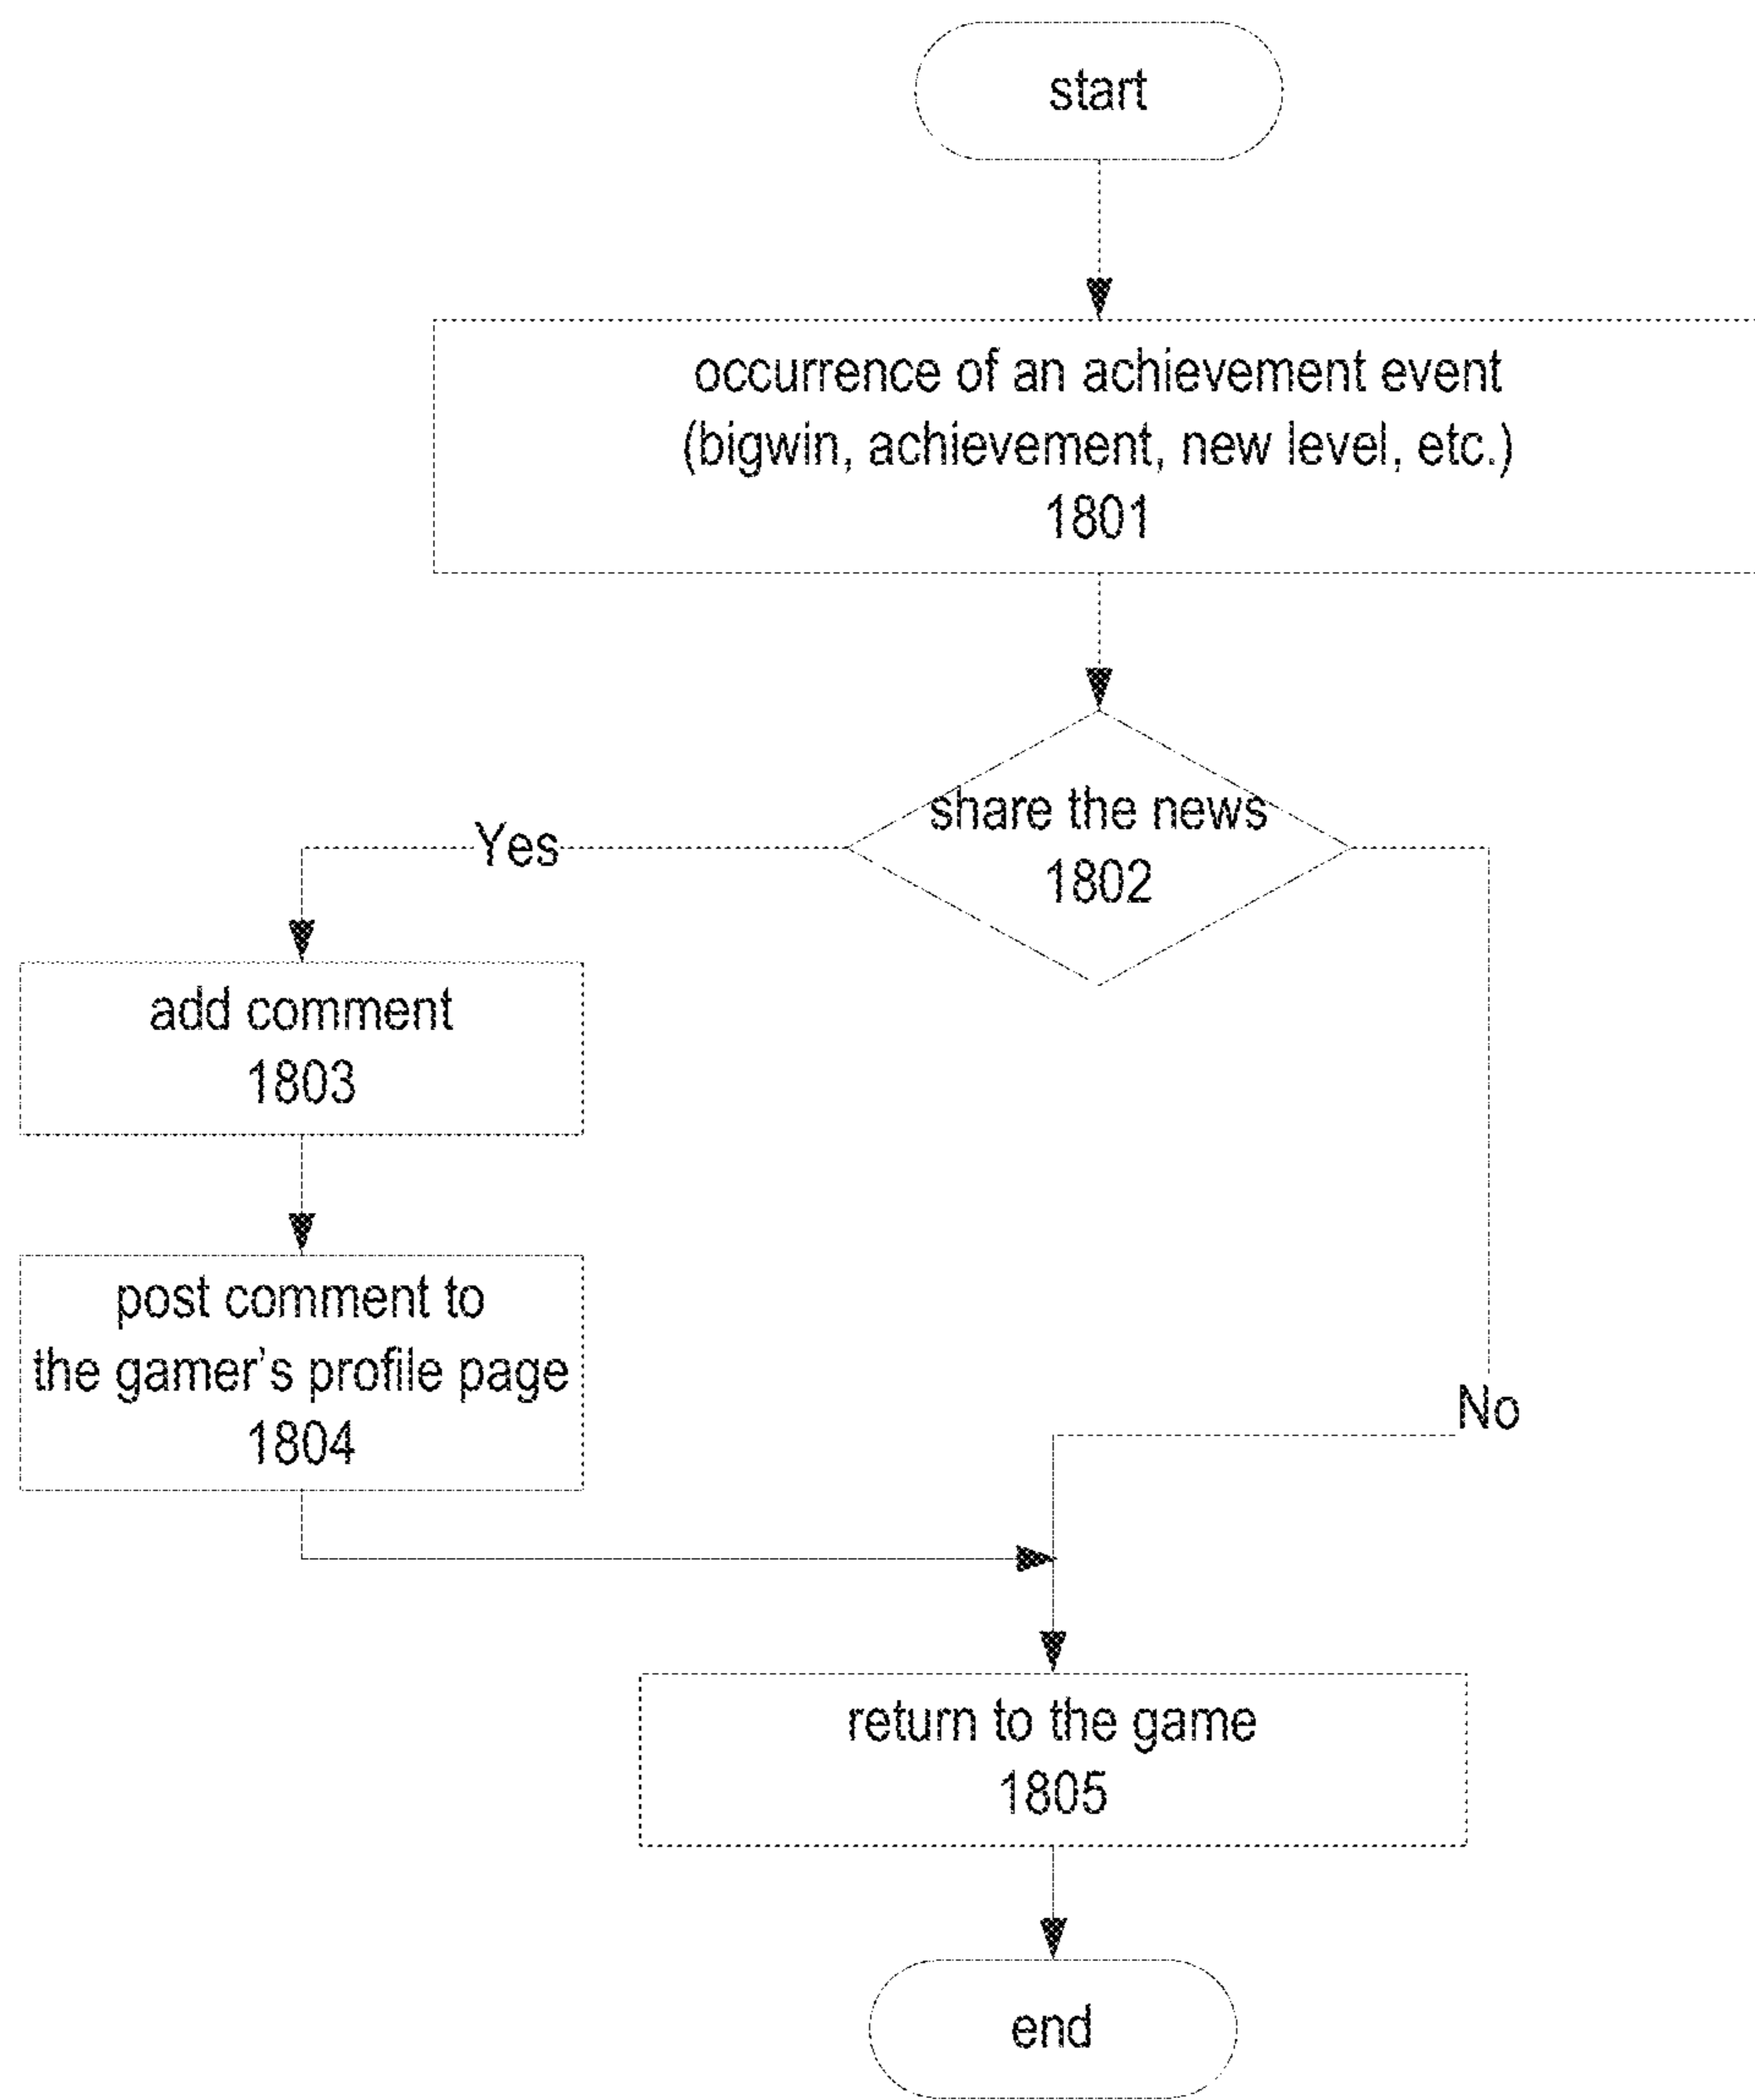 start
occurrence of an achievement event
(bigwin, achievement, new level, etc.)
1801
share the news
1802
Yes
add comment
1803
post comment to
the gamer's profile page
1804
No
return to the game
1805
end